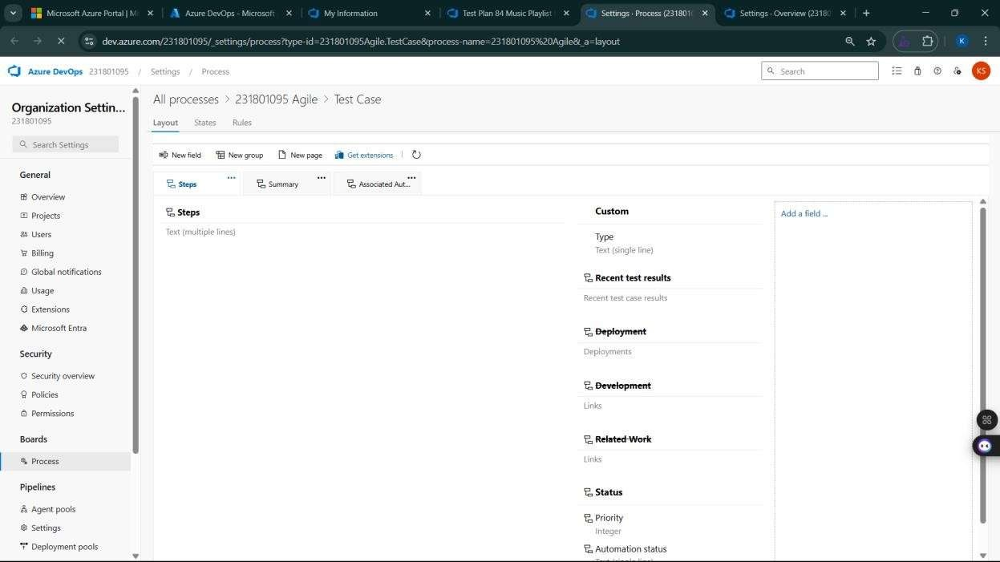 Microsoft Azure Portal | Mi
Azure DevOps - Microsoft
My Information
Test Plan 84 Music Playlist
Settings · Process (2318010
Settings · Overview (23180
dev.azure.com/231801095/_settings/process?type-id=231801095Agile.TestCase&process-name=231801095%20Agile&_a=layout
K
Azure DevOps 231801095 / Settings / Process
Search
KS
Organization Settin...
231801095
Search Settings
General
Overview
Projects
Users
Billing
Global notifications
Usage
Extensions
Microsoft Entra
Security
Security overview
Policies
Permissions
Boards
Process
Pipelines
Agent pools
Settings
Deployment pools
All processes > 231801095 Agile > Test Case
Layout States Rules
New field New group New page Get extensions
Steps Summary Associated Aut...
Steps
Text (multiple lines)
Custom
Type
Text (single line)
Recent test results
Recent test case results
Deployment
Deployments
Development
Links
Related Work
Links
Status
Priority
Integer
Automation status
Text (single line)
Add a field ...